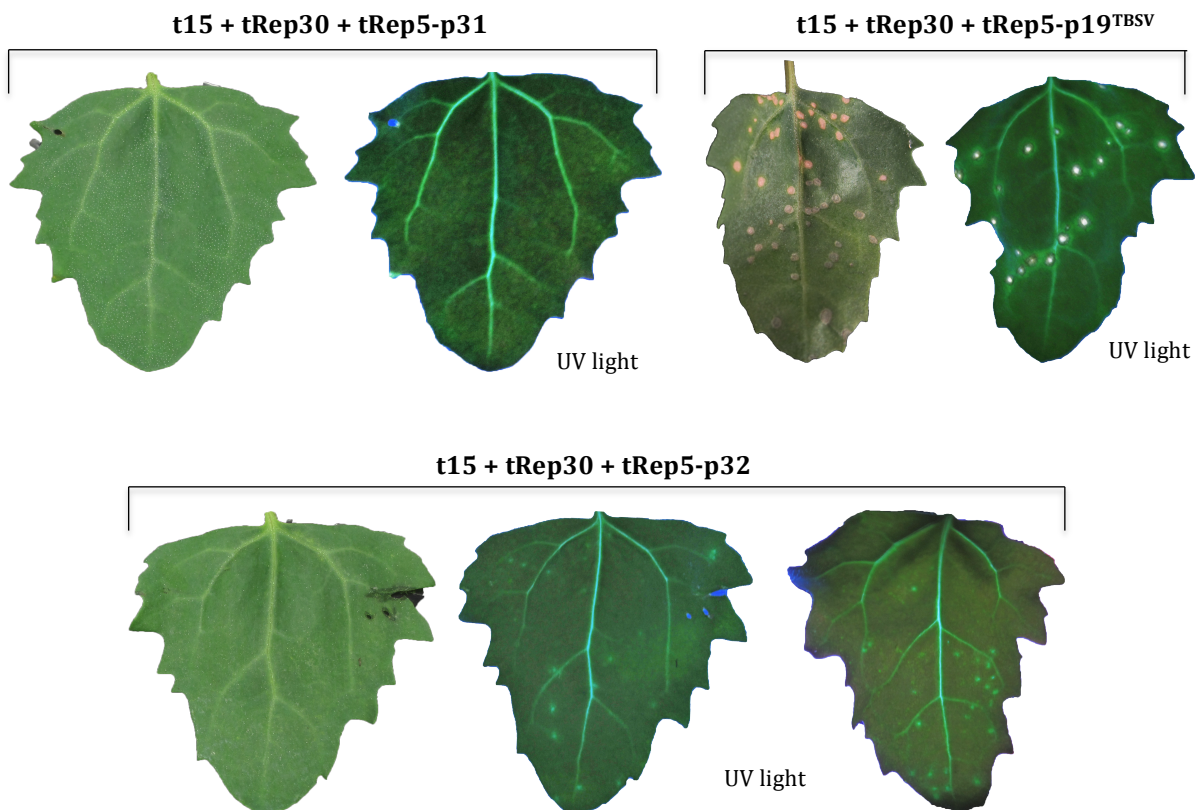 t15 + tRep30 + tRep5-p31
t15 + tRep30 + tRep5-p19ᵀᴮˢⱽ
UV light
UV light
t15 + tRep30 + tRep5-p32
UV light